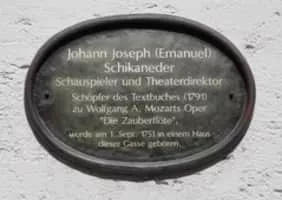 Johann Joseph (Emanuel)
Schikaneder
Schauspieler und Theaterdirektor
Schöpfer des Textbuches (1791)
zu Wolfgang A. Mozarts Oper
"Die Zauberflöte",
wurde am 1. Sept. 1751 in einem Haus
dieser Gasse geboren.